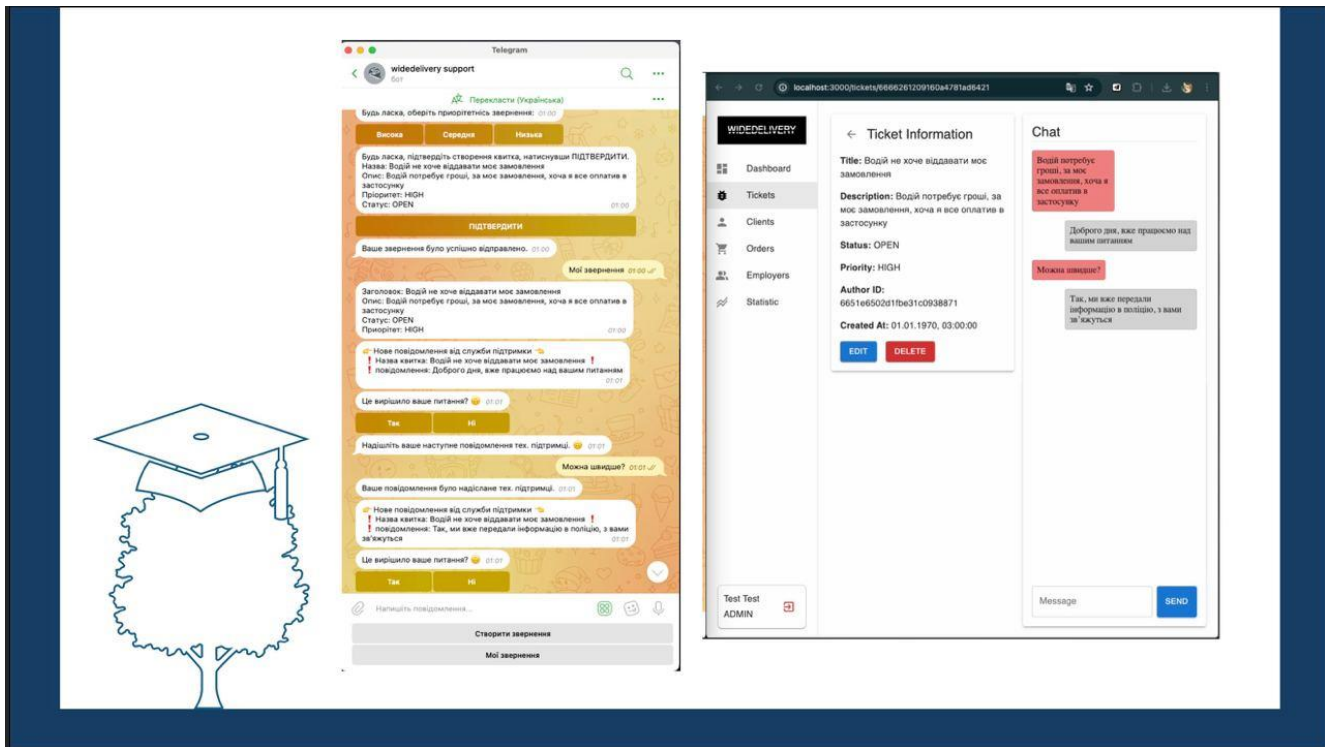 Telegram
widedelivery support
бот
Перекласти (Українська)
Будь ласка, оберіть приорітетнісь звернення: 01:00
Висока
Середня
Низька
Будь ласка, підтвердіть створення квитка, натиснувши ПІДТВЕРДИТИ.
Назва: Водій не хоче віддавати моє замовлення
Опис: Водій потребує гроші, за моє замовлення, хоча я все оплатив в
застосунку
Пріоритет: HIGH
Статус: OPEN
01:00
ПІДТВЕРДИТИ
Ваше звернення було успішно відправлено. 01:00
Мої звернення 01:00
Заголовок: Водій не хоче віддавати моє замовлення
Опис: Водій потребує гроші, за моє замовлення, хоча я все оплатив в
застосунку
Статус: OPEN
Приорітет: HIGH
01:00
Нове повідомлення від служби підтримки
Назва квитка: Водій не хоче віддавати моє замовлення
повідомлення: Доброго дня, вже працюємо над вашим питанням
01:01
Це вирішило ваше питання? 01:01
Так
Ні
Надішліть ваше наступне повідомлення тех. підтримці. 01:01
Можна швидше? 01:01
Ваше повідомлення було надіслане тех. підтримці. 01:01
Нове повідомлення від служби підтримки
Назва квитка: Водій не хоче віддавати моє замовлення
повідомлення: Так, ми вже передали інформацію в поліцію, з вами
зв'яжуться
01:01
Це вирішило ваше питання? 01:01
Так
Ні
Напишіть повідомлення...
Створити звернення
Мої звернення
localhost:3000/tickets/6666261209160a4781ad6421
WIDEDELIVERY
Dashboard
Tickets
Clients
Orders
Employers
Statistic
Test Test
ADMIN
Ticket Information
Title: Водій не хоче віддавати моє
замовлення
Description: Водій потребує гроші, за
моє замовлення, хоча я все оплатив в
застосунку
Status: OPEN
Priority: HIGH
Author ID:
6651e6502d1fbe31c0938871
Created At: 01.01.1970, 03:00:00
EDIT
DELETE
Chat
Водій потребує
гроші, за моє
замовлення, хоча я
все оплатив в
застосунку
Доброго дня, вже працюємо над
вашим питанням
Можна швидше?
Так, ми вже передали
інформацію в поліцію, з вами
зв'яжуться
Message
SEND